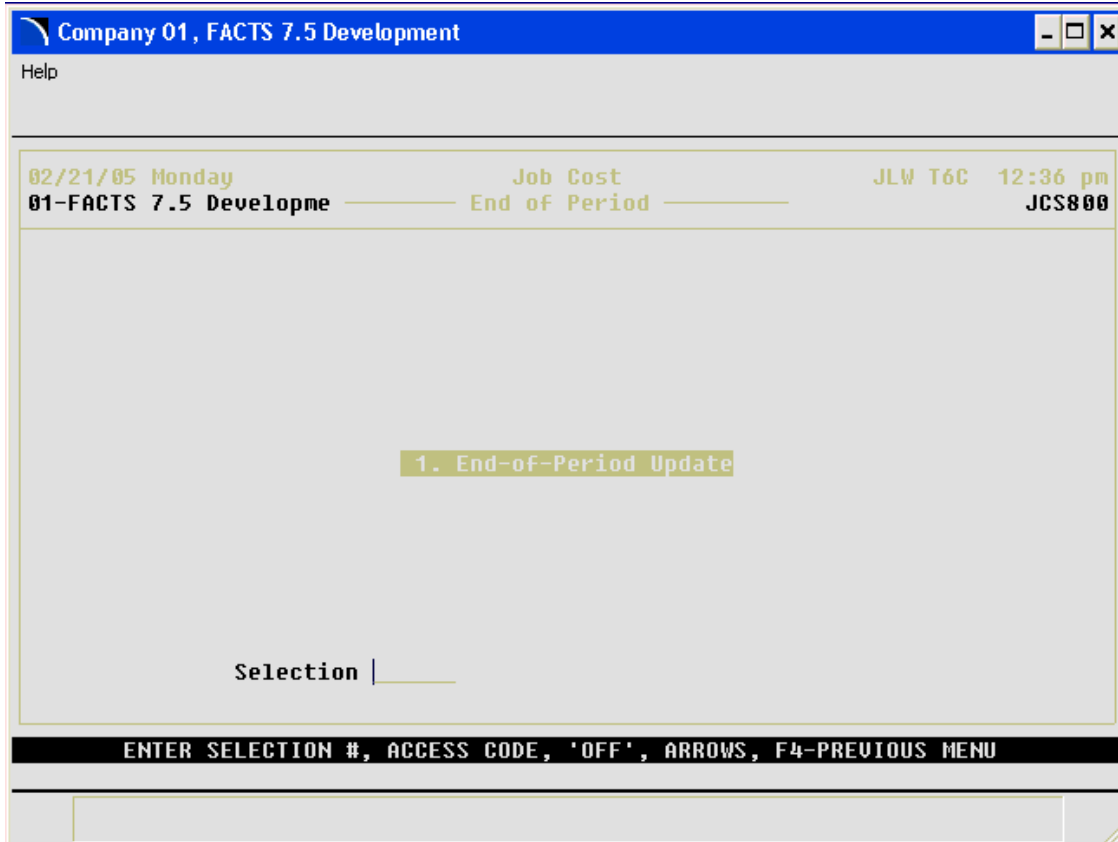 Company 01, FACTS 7.5 Development
Help
02/21/05 Monday Job Cost JLW T6C 12:36 pm
01-FACTS 7.5 Developme End of Period JCS800
1. End-of-Period Update
Selection
ENTER SELECTION #, ACCESS CODE, 'OFF', ARROWS, F4-PREVIOUS MENU